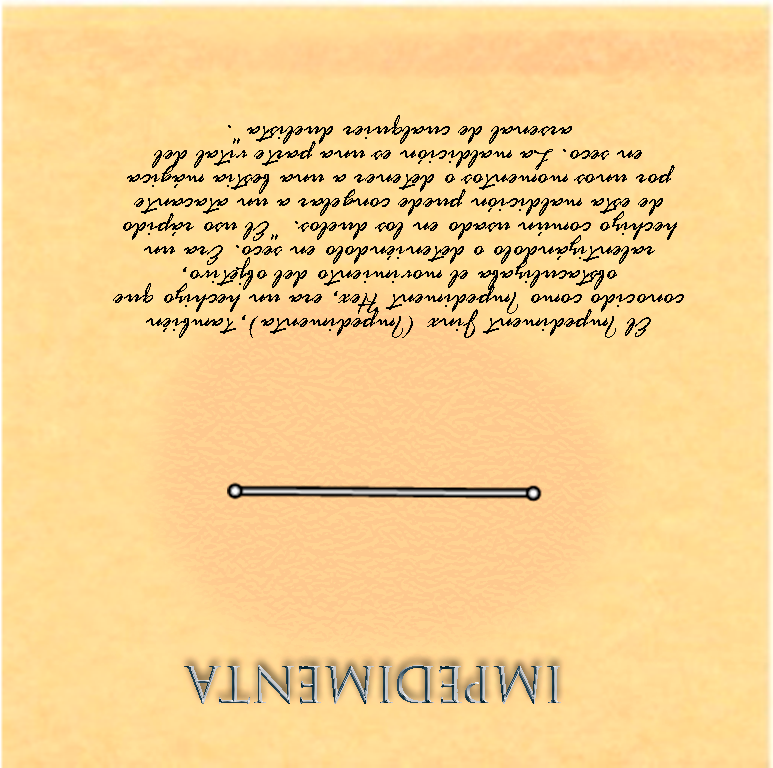 IMPEDIMENTA
El Impediment Jinx (Impedimenta), también
conocido como Impediment Hex, era un hechizo que
obstaculizaba el movimiento del objetivo,
ralentizándolo o deteniéndolo en seco. Era un
hechizo común usado en los duelos. "El uso rápido
de esta maldición puede congelar a un atacante
por unos momentos o detener a una bestia mágica
en seco. La maldición es una parte vital del
arsenal de cualquier duelista".